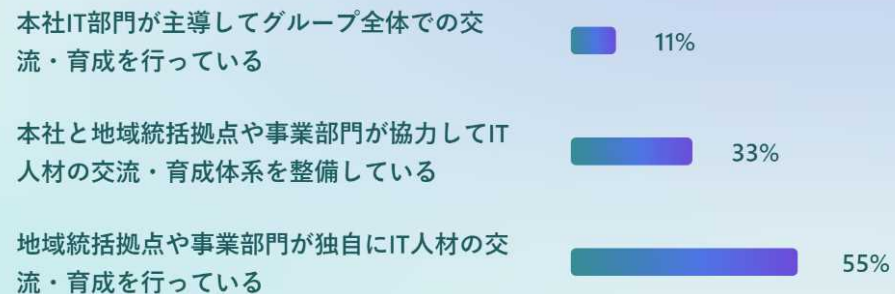 本社IT部門が主導してグループ全体での交
流・育成を行っている
11%
本社と地域統括拠点や事業部門が協力してIT
人材の交流・育成体系を整備している
33%
地域統括拠点や事業部門が独自にIT人材の交
流・育成を行っている
55%